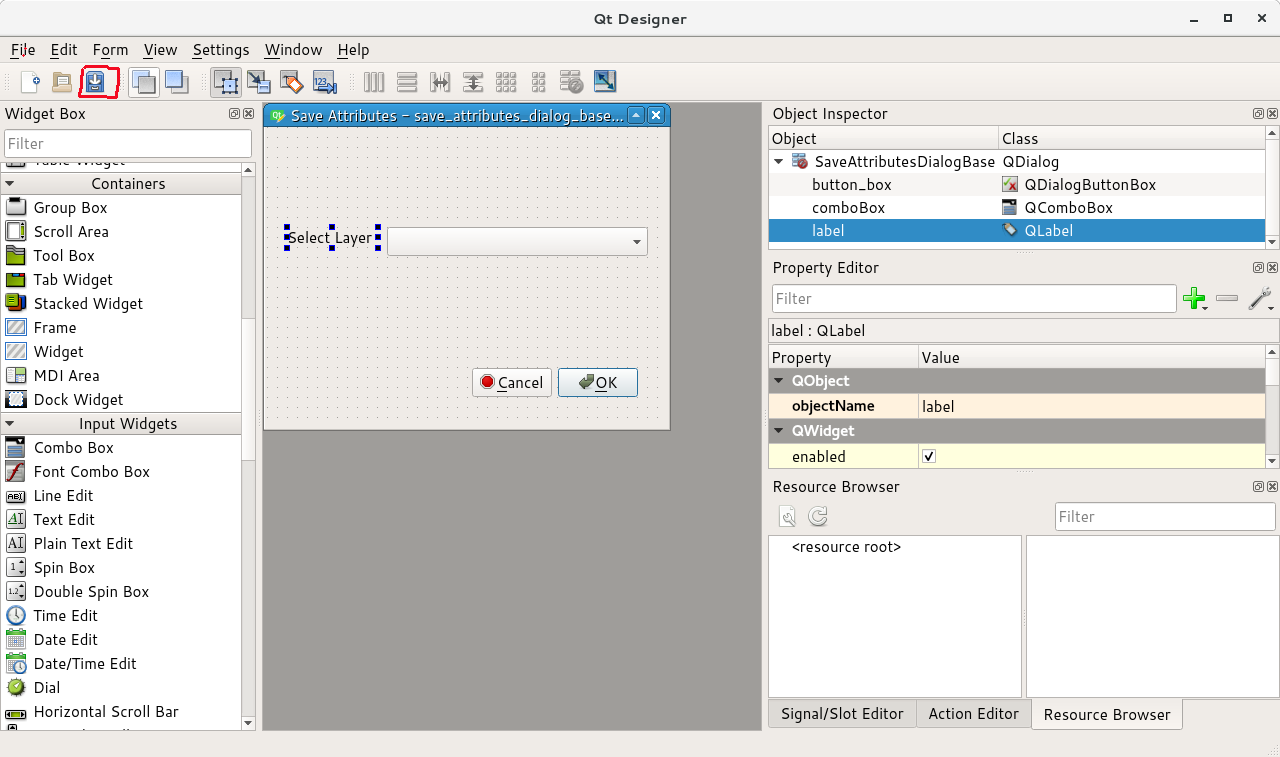 Qt Designer
File Edit Form View Settings Window Help
123
Widget Box
Filter
Containers
Group Box
Scroll Area
Tool Box
Tab Widget
Stacked Widget
Frame
Widget
MDI Area
Dock Widget
Input Widgets
Combo Box
Font Combo Box
Line Edit
Text Edit
Plain Text Edit
Spin Box
Double Spin Box
Time Edit
Date Edit
Date/Time Edit
Dial
Horizontal Scroll Bar
Save Attributes - save_attributes_dialog_base...
Select Layer
Cancel OK
Object Inspector
Object Class
SaveAttributesDialogBase QDialog
button_box QDialogButtonBox
comboBox QComboBox
label QLabel
Property Editor
Filter
label : QLabel
Property Value
QObject
objectName label
QWidget
enabled
Resource Browser
Filter
<resource root>
Signal/Slot Editor Action Editor Resource Browser